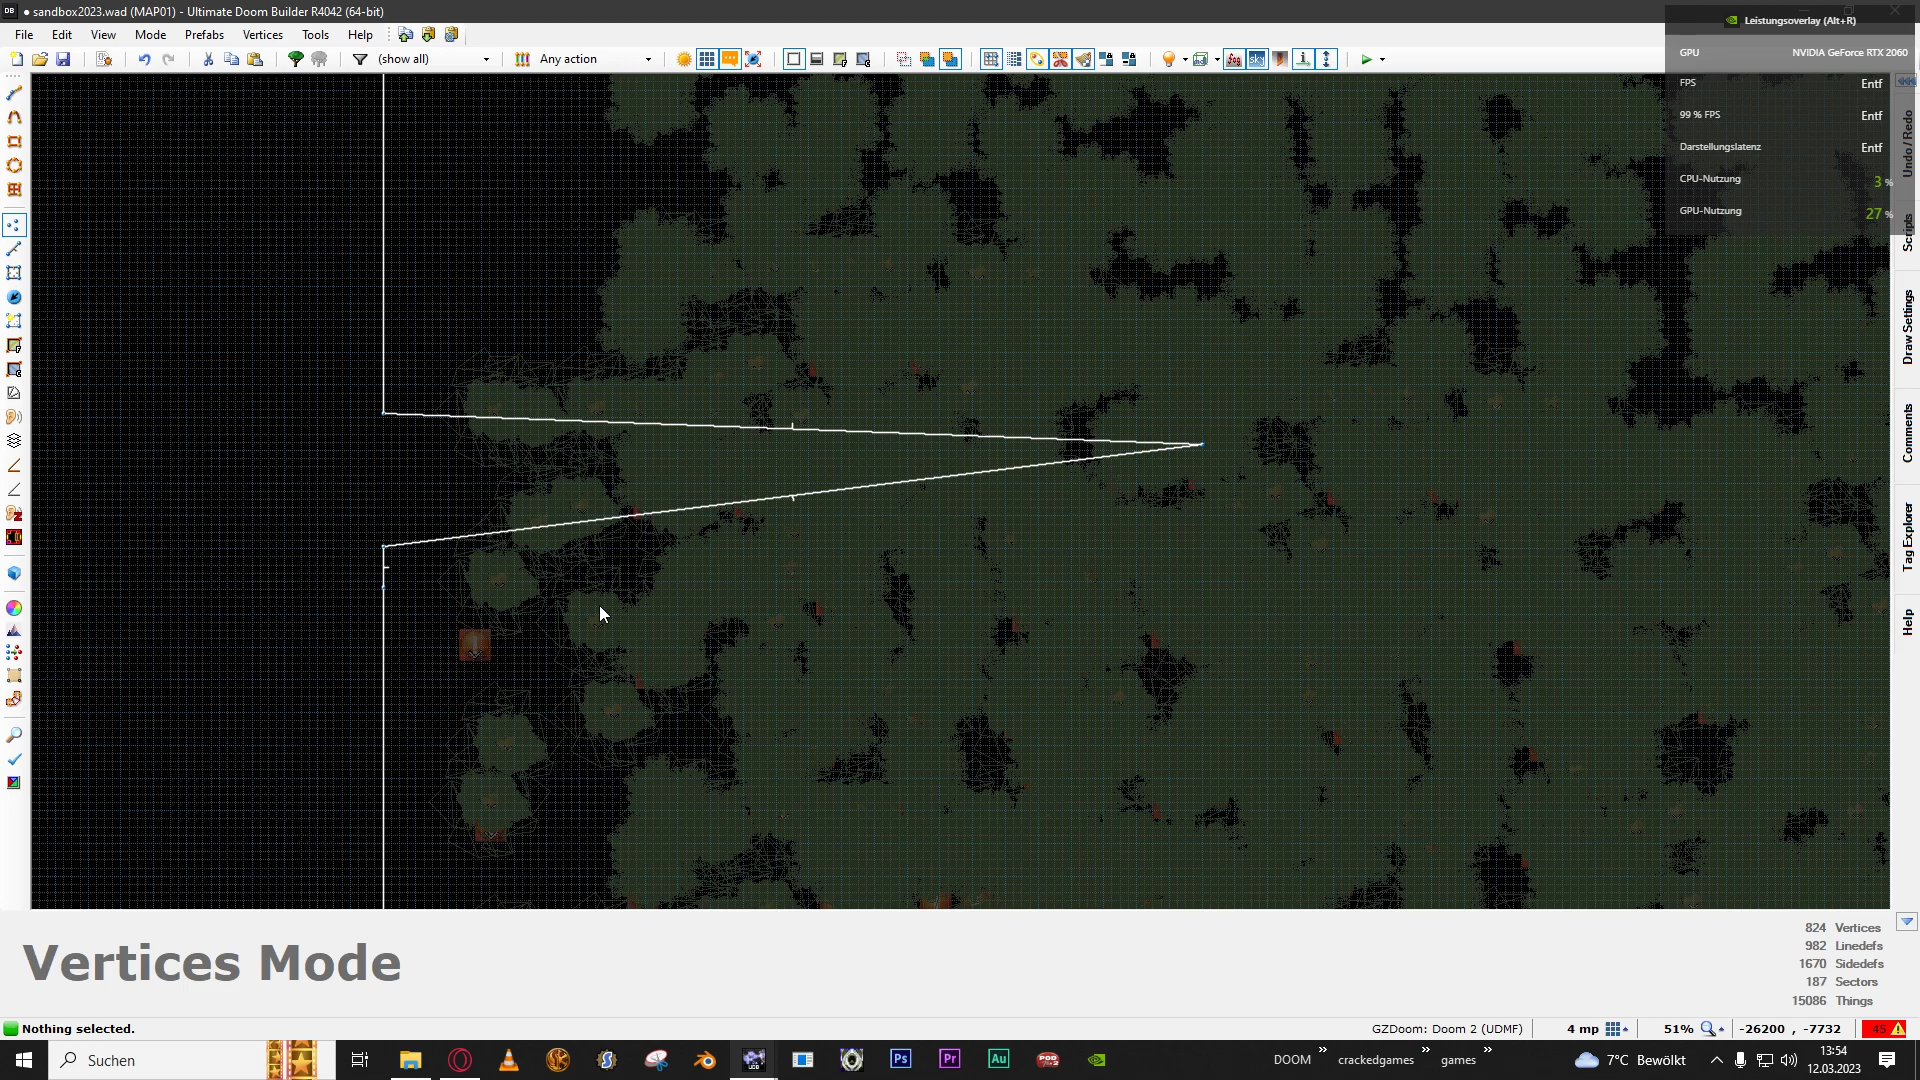 sandbox2023.wad (MAP01) - Ultimate Doom Builder R4042 (64-bit)
File Edit View Mode Prefabs Vertices Tools Help
(show all)
Any action
Leistungsoverlay (Alt+R)
GPU NVIDIA GeForce RTX 2060
FPS Entf
99 % FPS Entf
Darstellungslatenz Entf
CPU-Nutzung 3 %
GPU-Nutzung 27 %
Undo / Redo
Scripts
Draw Settings
Comments
Tag Explorer
Help
Vertices Mode
824 Vertices
982 Linedefs
1670 Sidedefs
187 Sectors
15086 Things
Nothing selected.
GZDoom: Doom 2 (UDMF) 4 mp 51% -26200 , -7732 45
Suchen
Ps Pr Au
DOOM » crackedgames » games »
7°C Bewölkt
13:54
12.03.2023